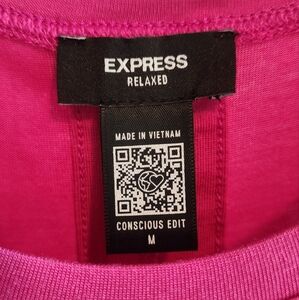 EXPRESS
RELAXED
MADE IN VIETNAM
CONSCIOUS EDIT
M